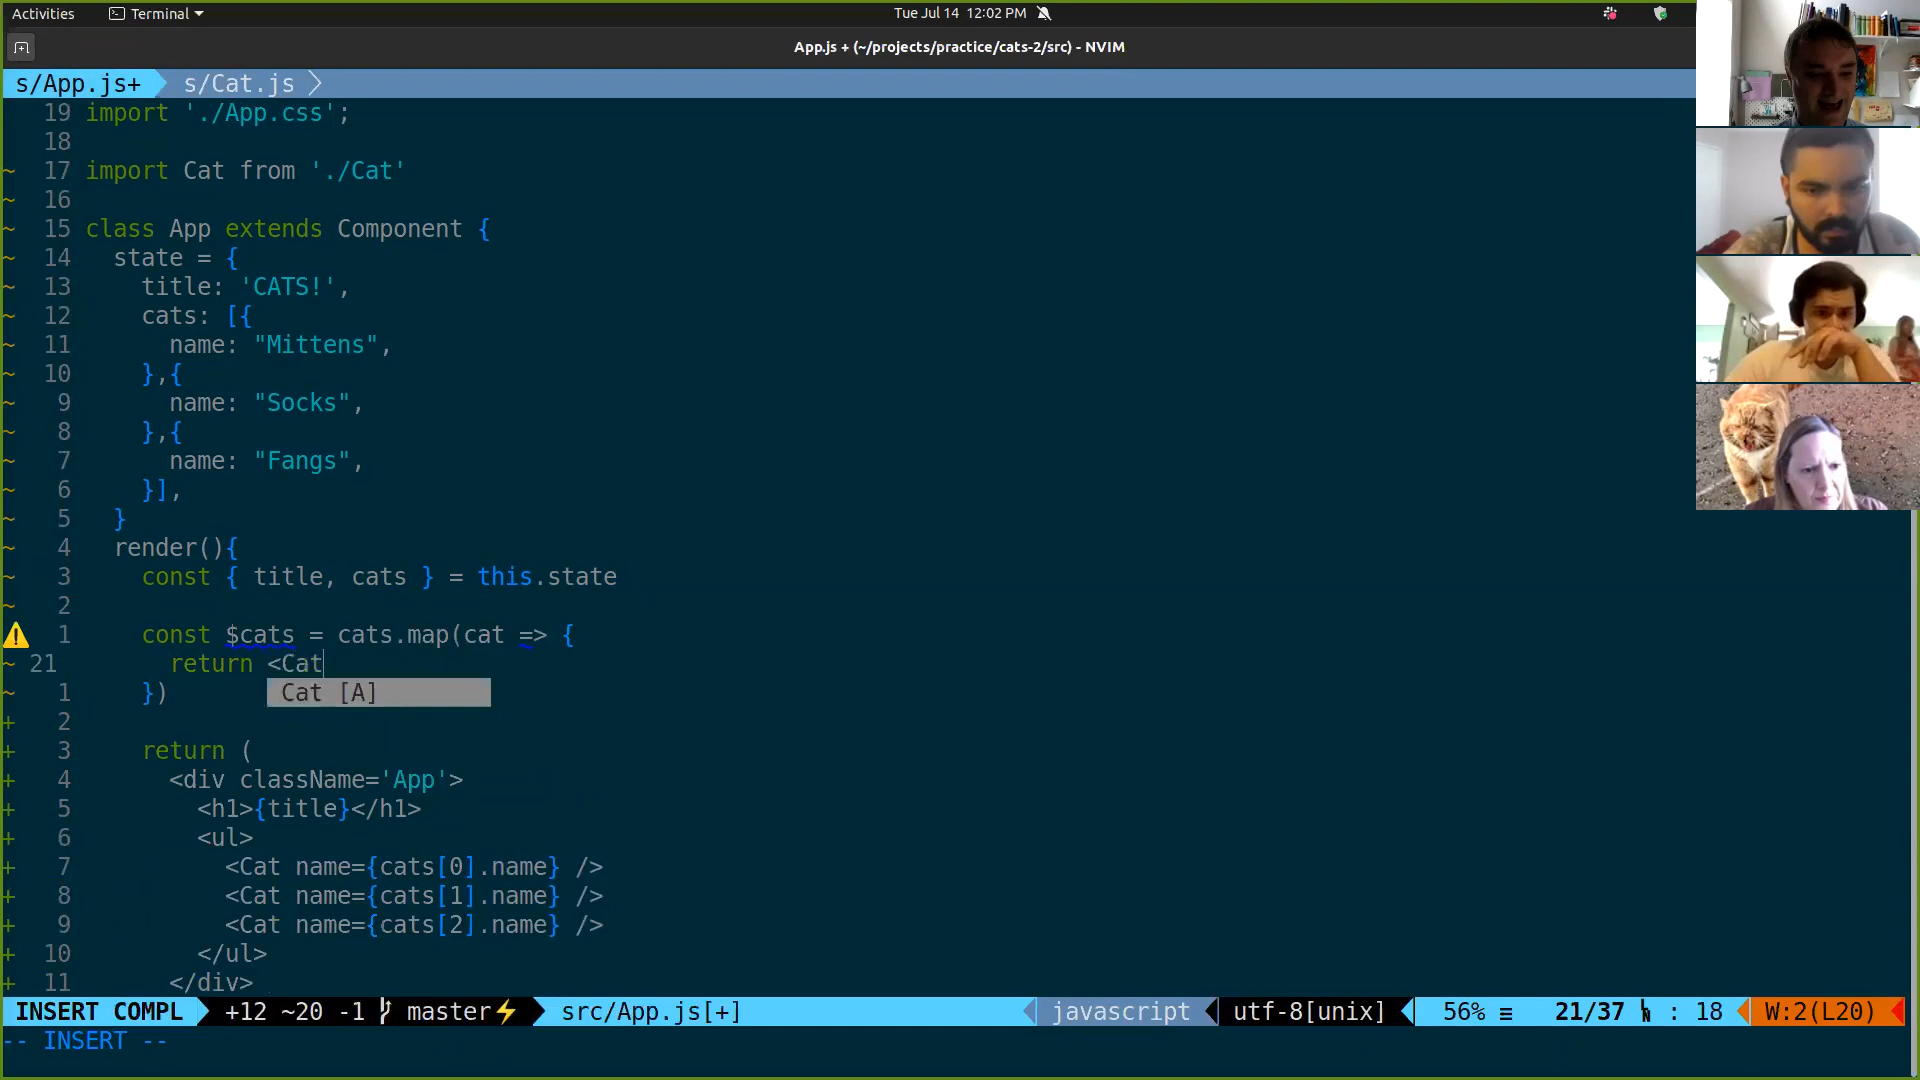 Activities
Terminal
Tue Jul 14 12:02 PM
App.js + (~/projects/practice/cats-2/src) - NVIM
s/App.js+ s/Cat.js
19 import './App.css';
18
~ 17 import Cat from './Cat'
~ 16
~ 15 class App extends Component {
~ 14 state = {
~ 13 title: 'CATS!',
~ 12 cats: [{
~ 11 name: "Mittens",
~ 10 },{
~ 9 name: "Socks",
~ 8 },{
~ 7 name: "Fangs",
~ 6 }],
~ 5 }
~ 4 render(){
~ 3 const { title, cats } = this.state
~ 2
1 const $cats = cats.map(cat => {
~ 21 return <Cat
~ 1 })
Cat [A]
+ 2
+ 3 return (
+ 4 <div className='App'>
+ 5 <h1>{title}</h1>
+ 6 <ul>
+ 7 <Cat name={cats[0].name} />
+ 8 <Cat name={cats[1].name} />
+ 9 <Cat name={cats[2].name} />
+ 10 </ul>
+ 11 </div>
INSERT COMPL +12 ~20 -1 master⚡ src/App.js[+] javascript utf-8[unix] 56% ≡ 21/37 : 18 W:2(L20)
-- INSERT --